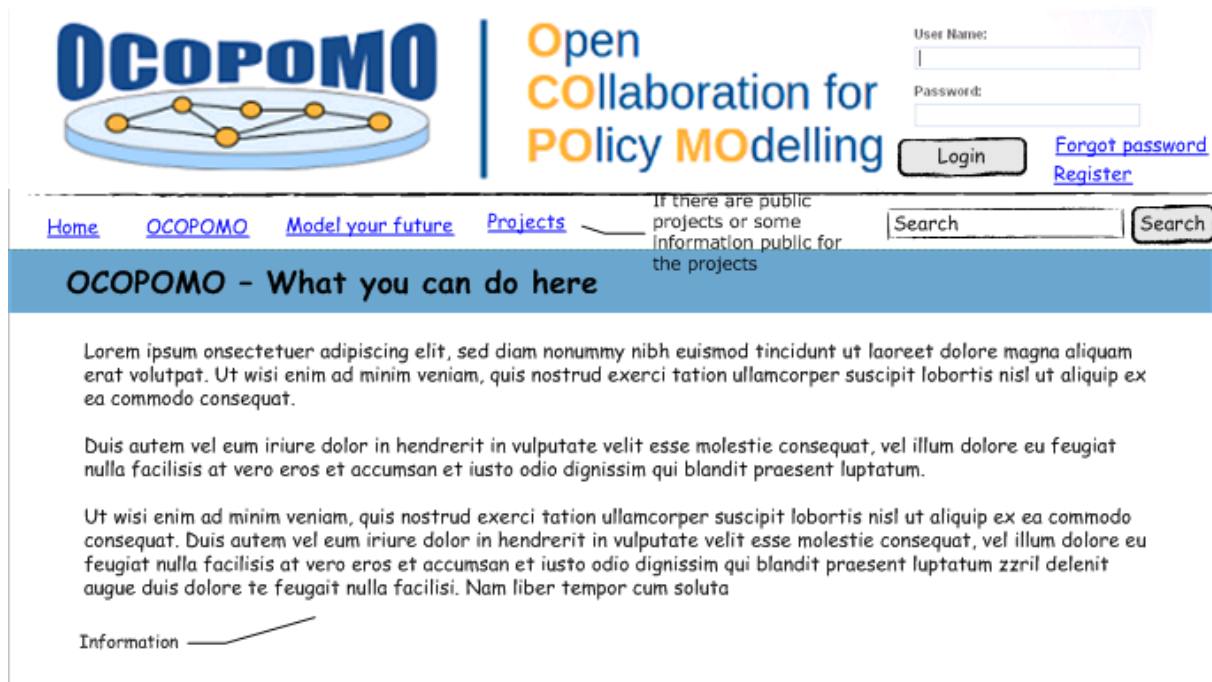 OCOPOMO
Open
COllaboration for
POlicy MOdelling
User Name:
Password:
Login
Forgot password
Register
Home OCOPOMO Model your future Projects
If there are public
projects or some
information public for
the projects
Search Search
OCOPOMO – What you can do here
Lorem ipsum onsectetuer adipiscing elit, sed diam nonummy nibh euismod tincidunt ut laoreet dolore magna aliquam
erat volutpat. Ut wisi enim ad minim veniam, quis nostrud exerci tation ullamcorper suscipit lobortis nisl ut aliquip ex
ea commodo consequat.
Duis autem vel eum iriure dolor in hendrerit in vulputate velit esse molestie consequat, vel illum dolore eu feugiat
nulla facilisis at vero eros et accumsan et iusto odio dignissim qui blandit praesent luptatum.
Ut wisi enim ad minim veniam, quis nostrud exerci tation ullamcorper suscipit lobortis nisl ut aliquip ex ea commodo
consequat. Duis autem vel eum iriure dolor in hendrerit in vulputate velit esse molestie consequat, vel illum dolore eu
feugiat nulla facilisis at vero eros et accumsan et iusto odio dignissim qui blandit praesent luptatum zzril delenit
augue duis dolore te feugait nulla facilisi. Nam liber tempor cum soluta
Information